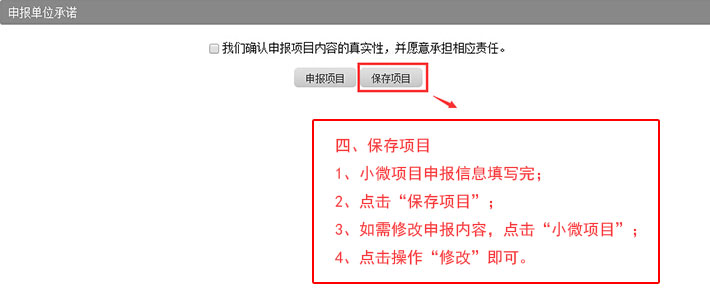 申报单位承诺
我们确认申报项目内容的真实性，并愿意承担相应责任。
申报项目 保存项目
四、保存项目
1、小微项目申报信息填写完；
2、点击“保存项目”；
3、如需修改申报内容，点击“小微项目”；
4、点击操作“修改”即可。